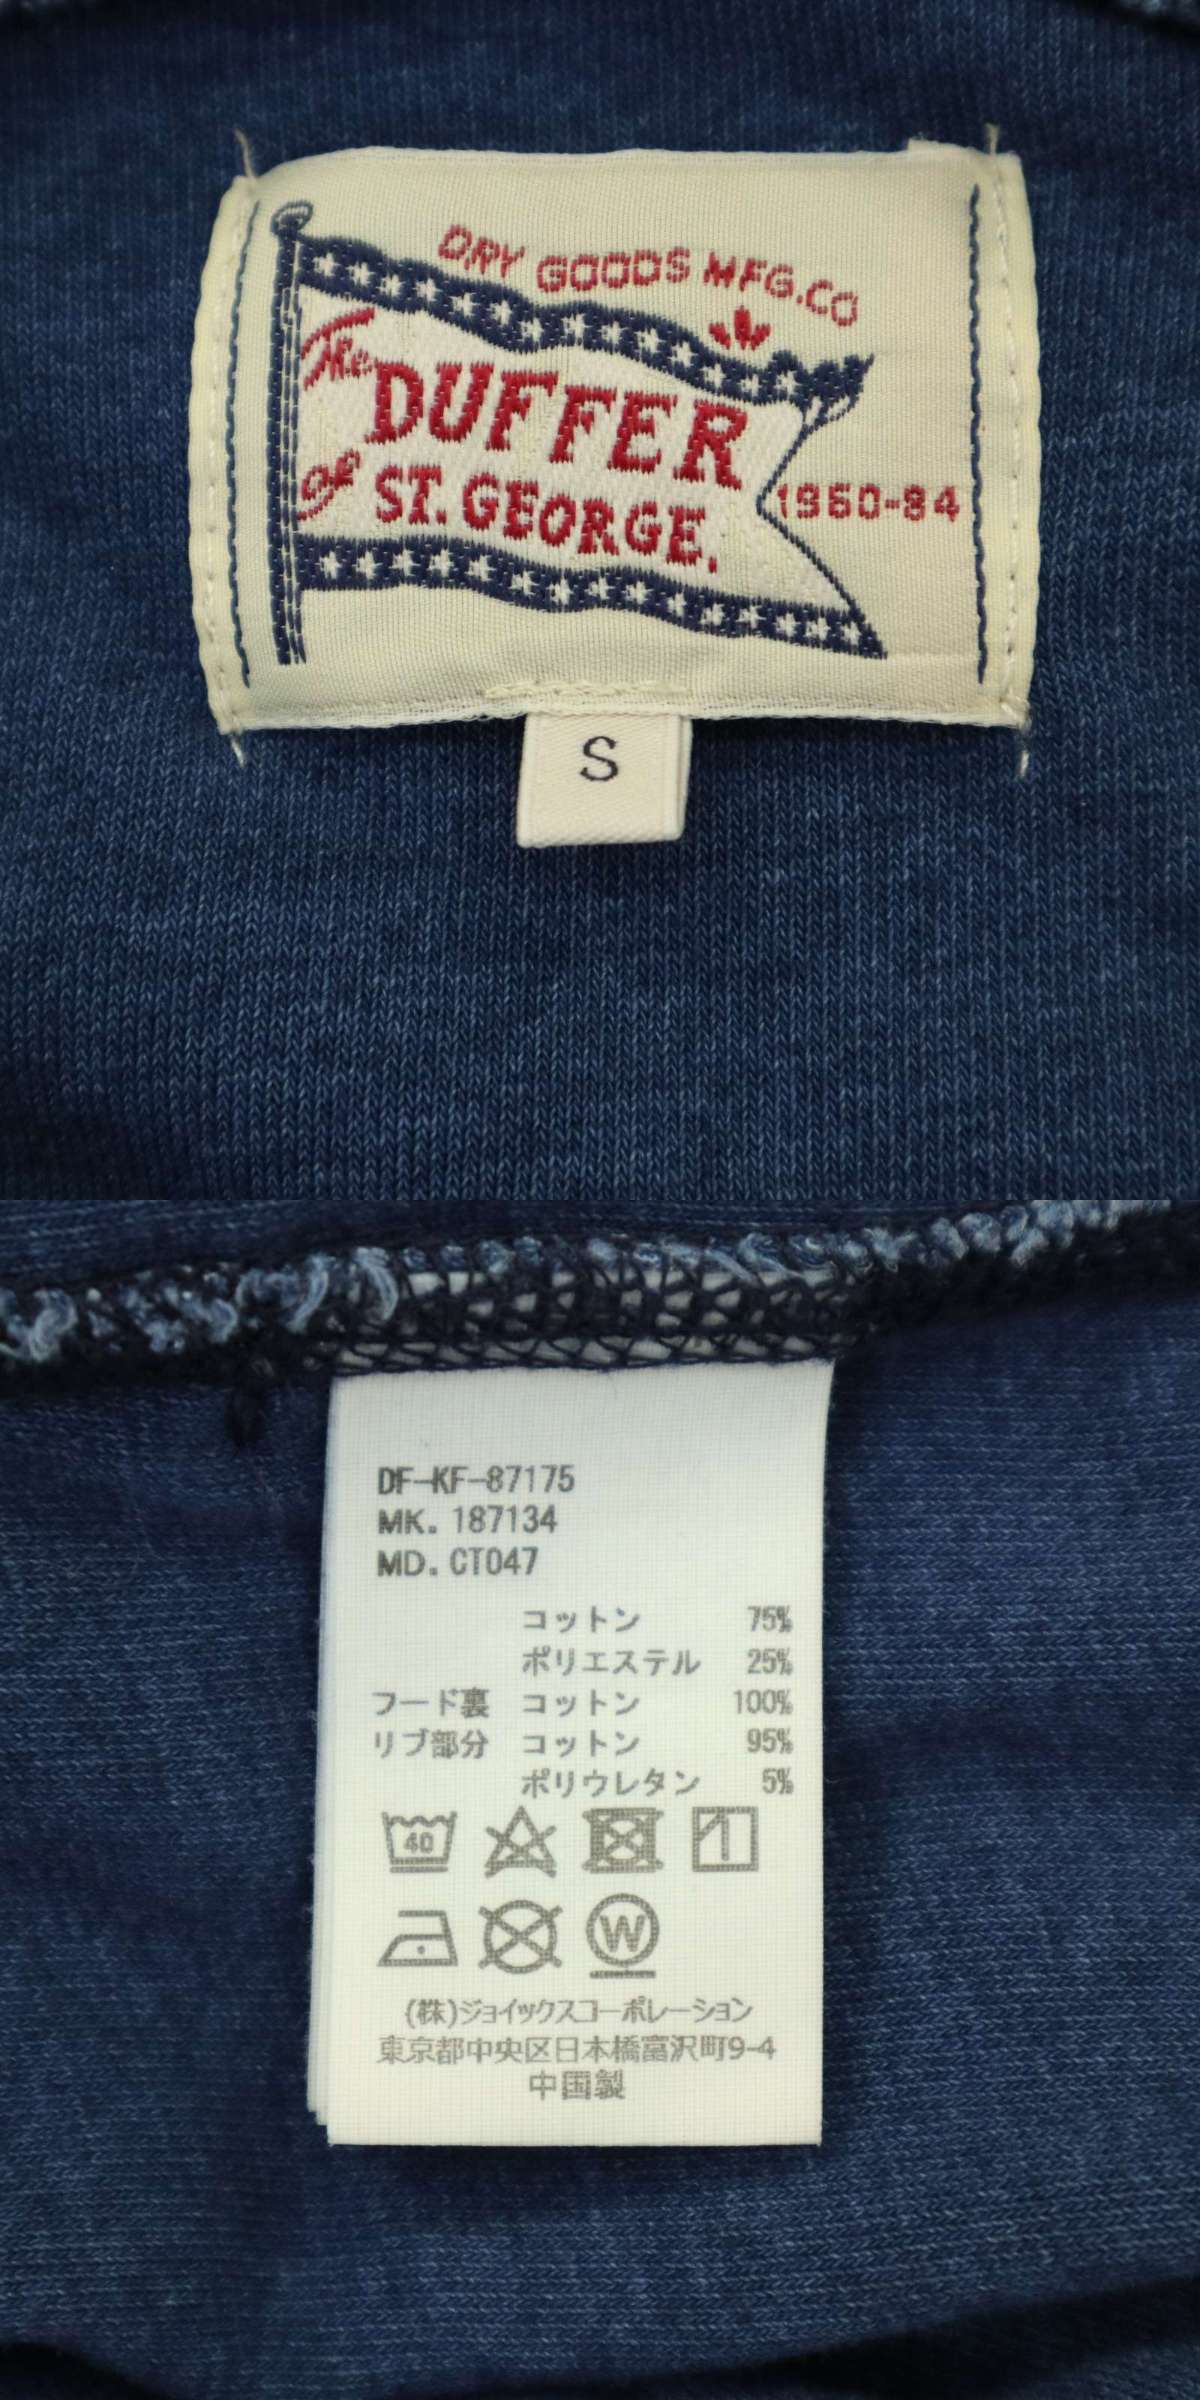 DRY GOODS MFG.CO
The DUFFER
of ST. GEORGE.
1950-84
S
DF-KF-87175
MK. 187134
MD. CT047
コットン 75%
ポリエステル 25%
フード裏 コットン 100%
リブ部分 コットン 95%
ポリウレタン 5%
40
W
(株)ジョイックスコーポレーション
東京都中央区日本橋富沢町9-4
中国製